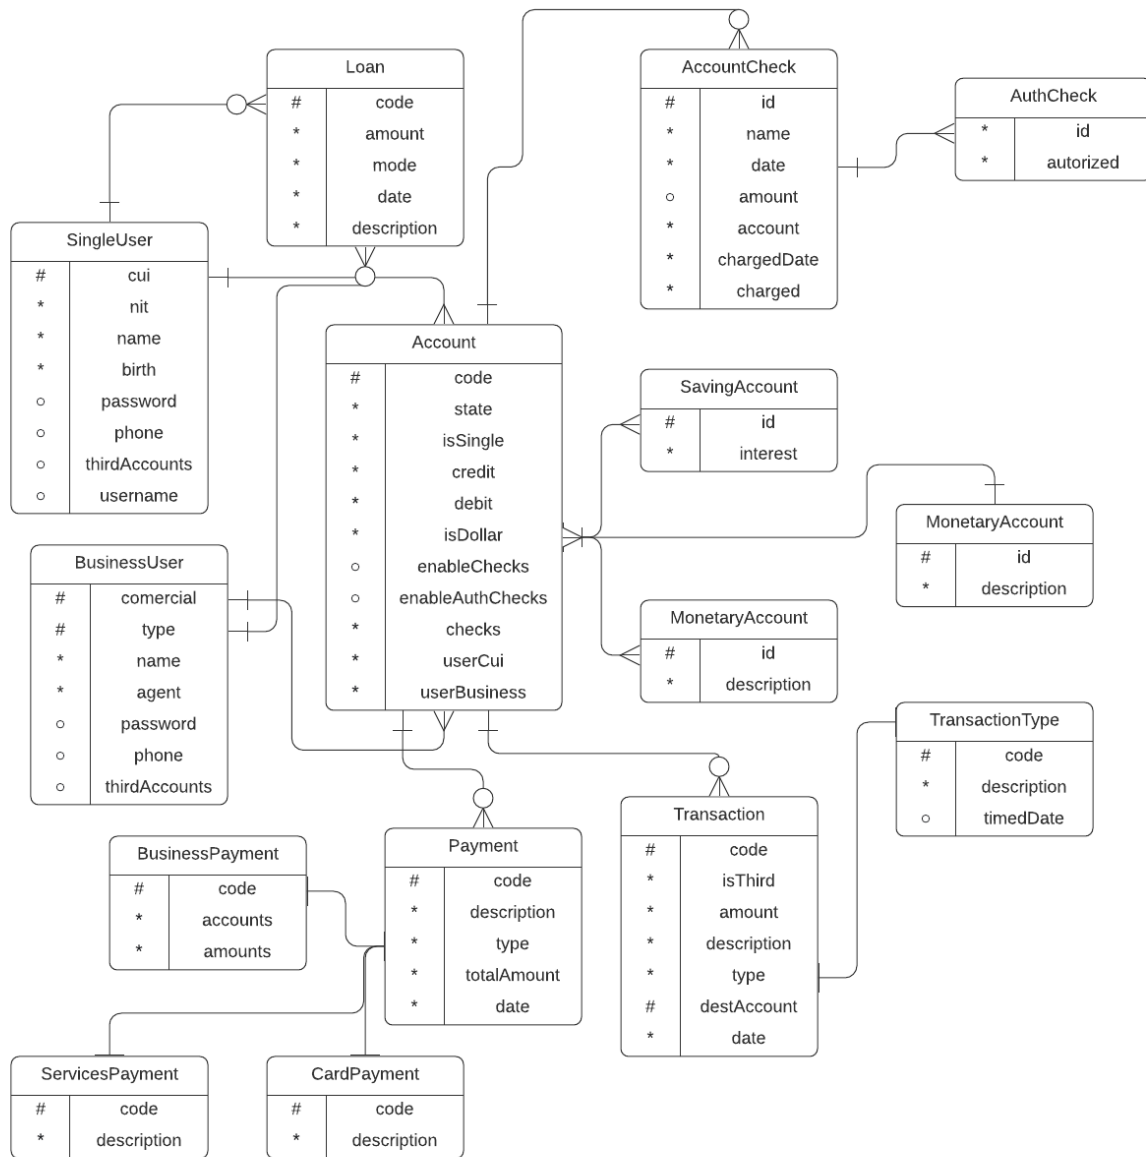 Loan
# code
* amount
* mode
* date
* description
AccountCheck
# id
* name
* date
o amount
* account
* chargedDate
* charged
AuthCheck
* id
* autorized
SingleUser
# cui
* nit
* name
* birth
o password
o phone
o thirdAccounts
o username
Account
# code
* state
* isSingle
* credit
* debit
* isDollar
o enableChecks
o enableAuthChecks
* checks
* userCui
* userBusiness
SavingAccount
# id
* interest
MonetaryAccount
# id
* description
BusinessUser
# comercial
# type
* name
* agent
o password
o phone
o thirdAccounts
MonetaryAccount
# id
* description
TransactionType
# code
* description
o timedDate
Transaction
# code
* isThird
* amount
* description
* type
# destAccount
* date
BusinessPayment
# code
* accounts
* amounts
Payment
# code
* description
* type
* totalAmount
* date
ServicesPayment
# code
* description
CardPayment
# code
* description